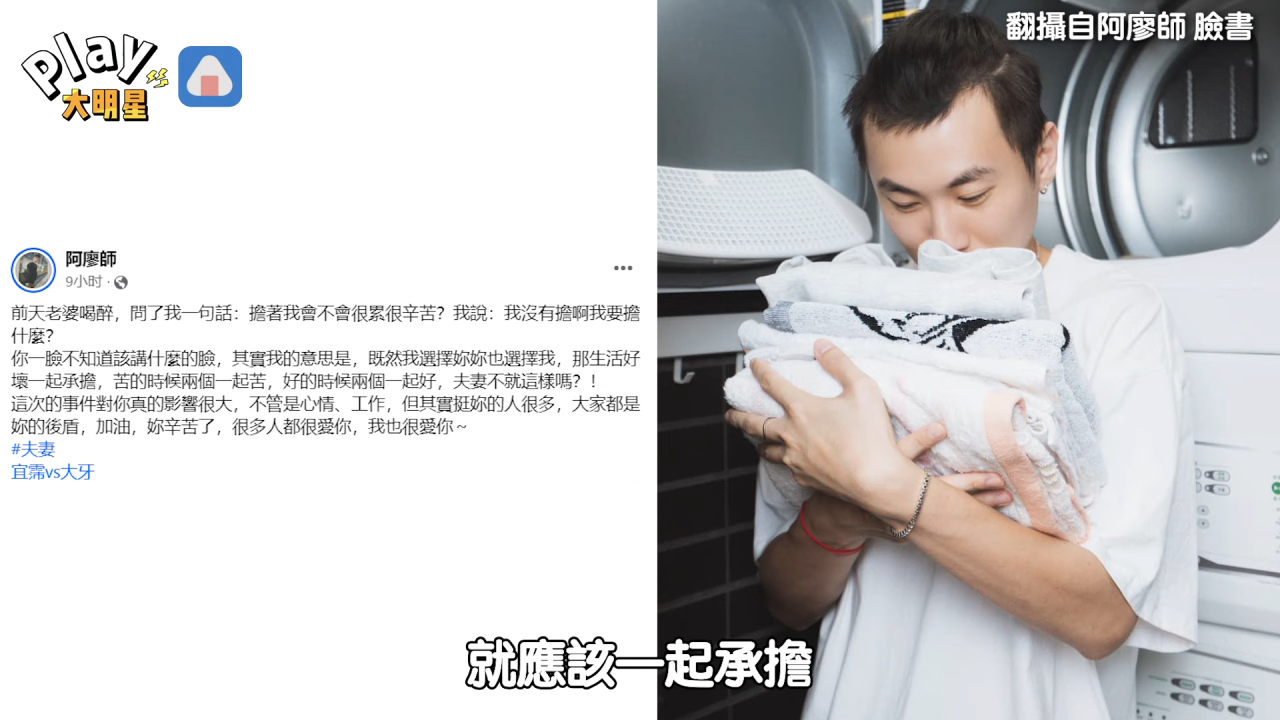 Play
大明星
翻攝自阿廖師 臉書
阿廖師
9小时
前天老婆喝醉，問了我一句話：擔著我會不會很累很辛苦？我說：我沒有擔啊我要擔
什麼？
你一臉不知道該講什麼的臉，其實我的意思是，既然我選擇妳妳也選擇我，那生活好
壞一起承擔，苦的時候兩個一起苦，好的時候兩個一起好，夫妻不就這樣嗎？！
這次的事件對你真的影響很大，不管是心情、工作，但其實挺妳的人很多，大家都是
妳的後盾，加油，妳辛苦了，很多人都很愛你，我也很愛你～
#夫妻
宜霈vs大牙
就應該一起承擔